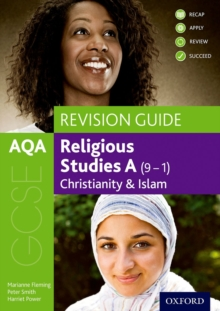 RECAP
APPLY
REVIEW
SUCCEED
REVISION GUIDE
AQA
GCSE
Religious
Studies A (9 – 1)
Christianity & Islam
Marianne Fleming
Peter Smith
Harriet Power
OXFORD